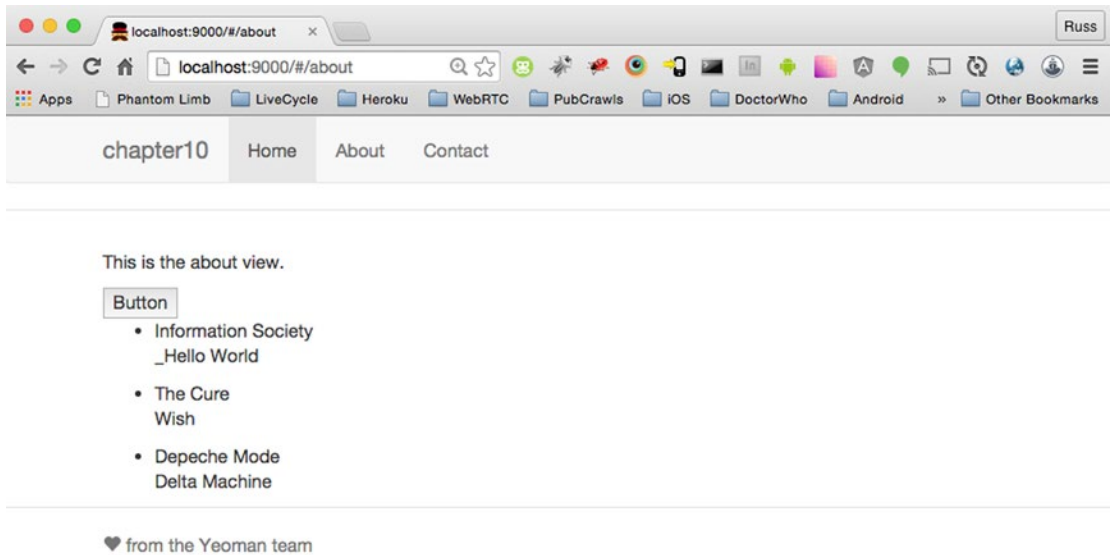 localhost:9000/#/about
Russ
localhost:9000/#/about
Apps Phantom Limb LiveCycle Heroku WebRTC PubCrawls iOS DoctorWho Android » Other Bookmarks
chapter10 Home About Contact
This is the about view.
Button
• Information Society
_Hello World
• The Cure
Wish
• Depeche Mode
Delta Machine
♥ from the Yeoman team